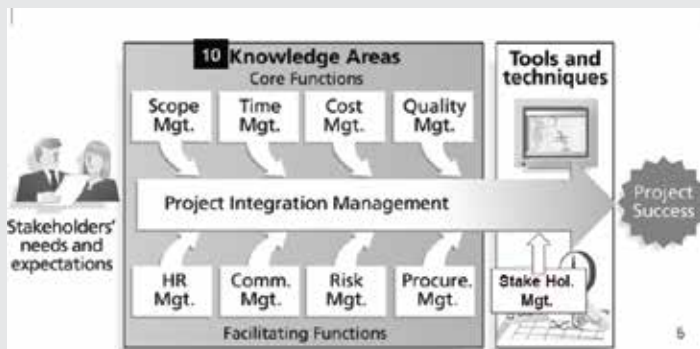 10 Knowledge Areas
Core Functions
Tools and
techniques
Scope
Mgt.
Time
Mgt.
Cost
Mgt.
Quality
Mgt.
Stakeholders'
needs and
expectations
Project Integration Management
Project
Success
HR
Mgt.
Comm.
Mgt.
Risk
Mgt.
Procure.
Mgt.
Stake Hol.
Mgt.
Facilitating Functions
5